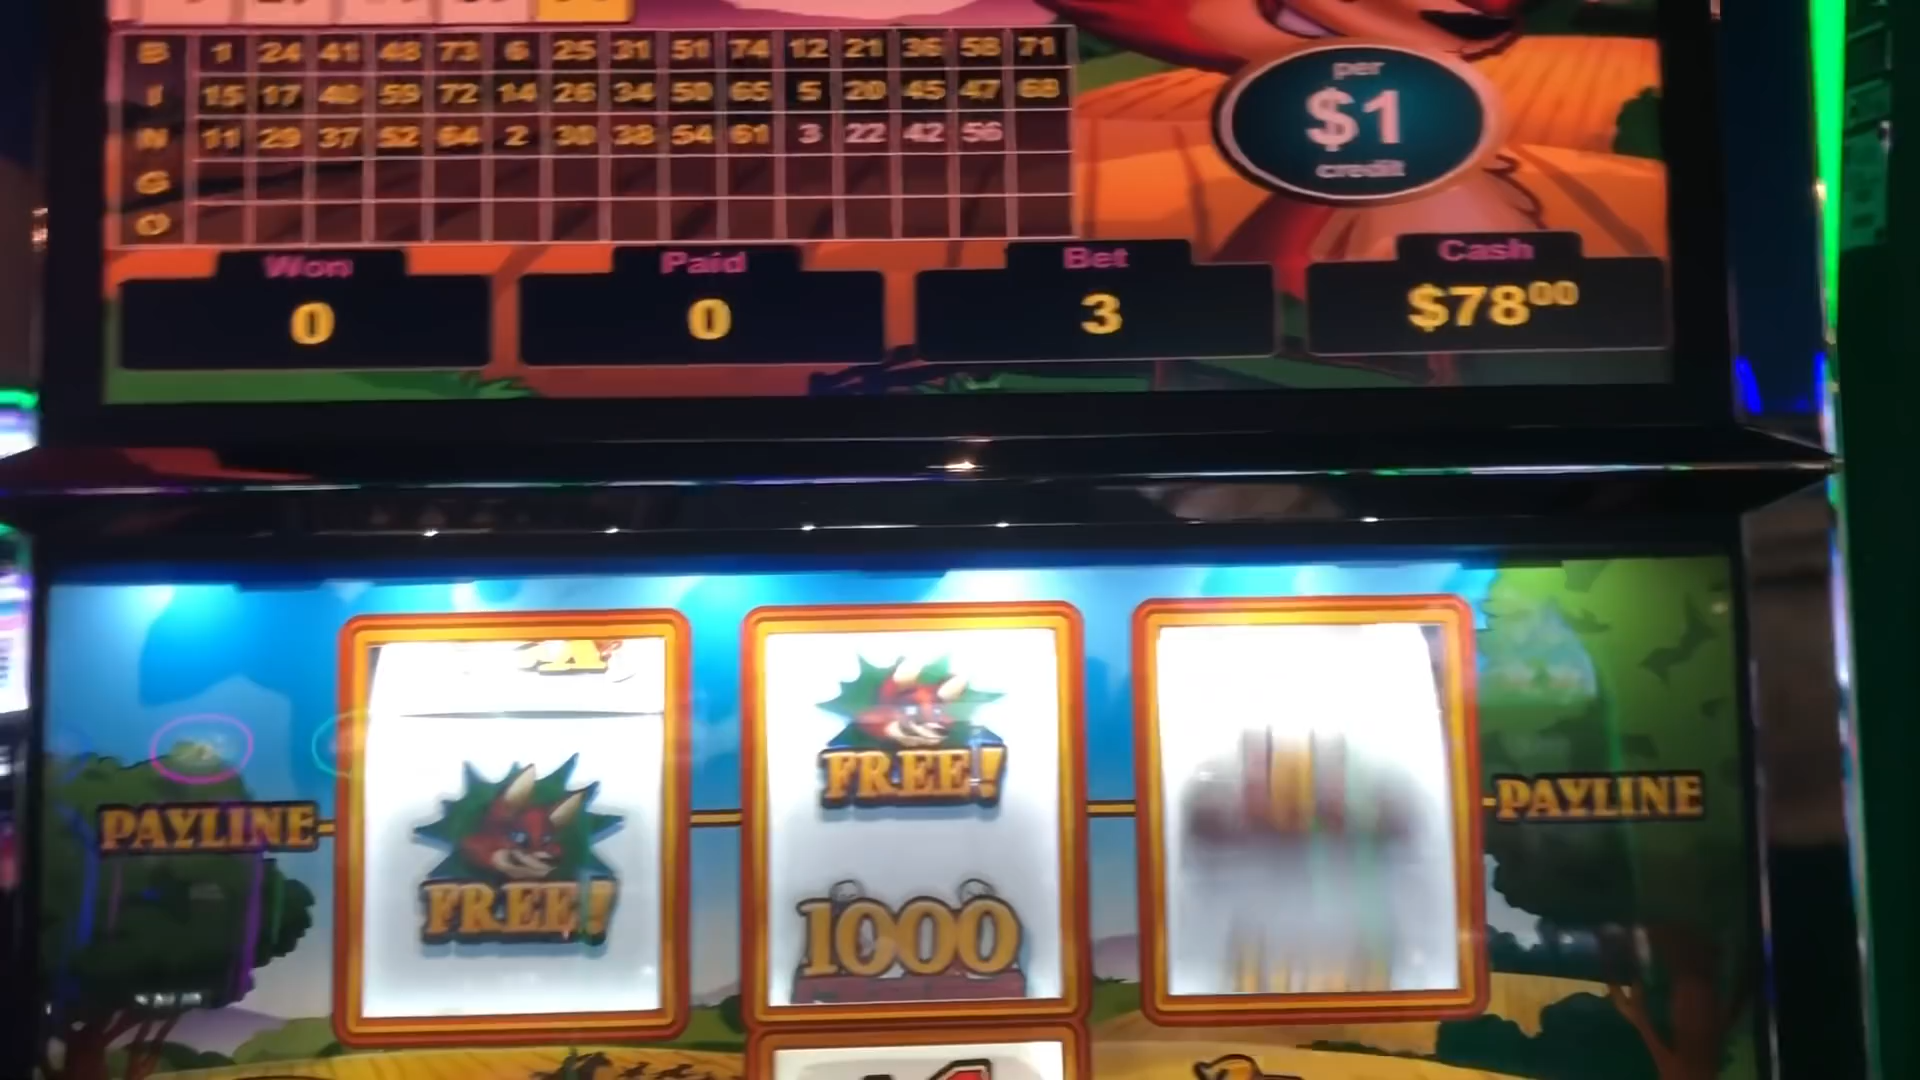 B 1 24 41 48 73 6 25 31 51 74 12 21 36 58 71
I 15 17 40 59 72 14 26 34 50 65 5 20 45 47 68
N 11 29 37 52 64 2 30 38 54 61 3 22 42 56
G
O
per
$1
credit
Won Paid Bet Cash
0 0 3 $78⁰⁰
FREE!
PAYLINE PAYLINE
FREE!
1000